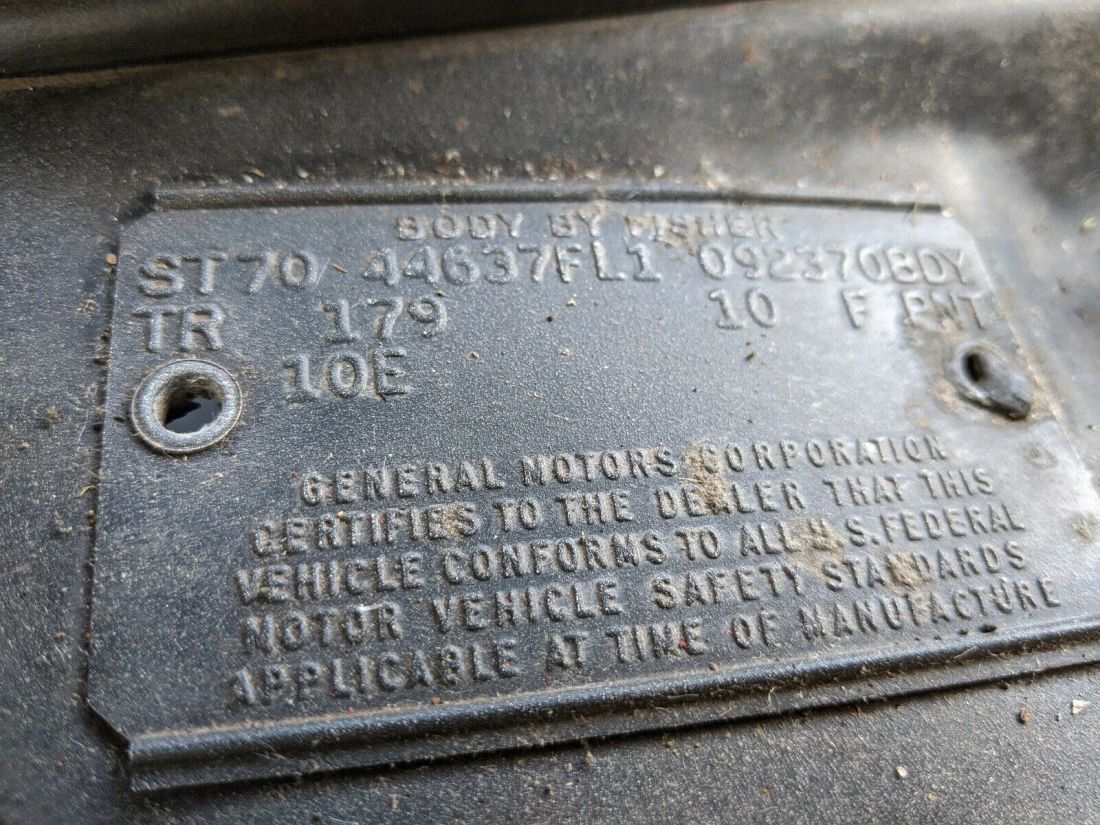 BODY BY FISHER
ST70 44637FL1 092370BDY
TR 179 10 F PNT
10E
GENERAL MOTORS CORPORATION
CERTIFIES TO THE DEALER THAT THIS
VEHICLE CONFORMS TO ALL U.S. FEDERAL
MOTOR VEHICLE SAFETY STANDARDS
APPLICABLE AT TIME OF MANUFACTURE